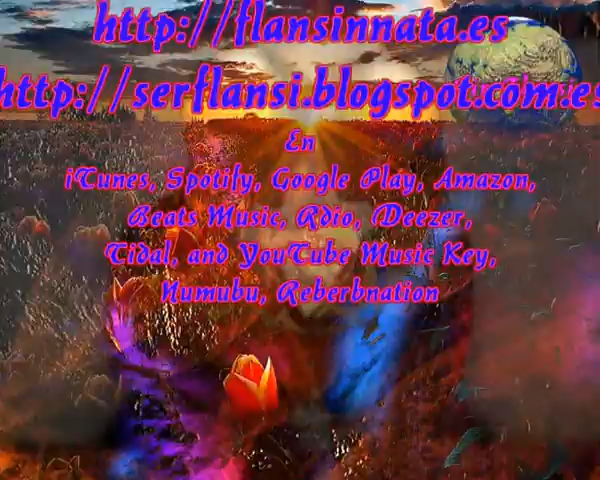 http://flansinnata.es
http://serflansi.blogspot.com.es
En
iTunes, Spotify, Google Play, Amazon,
Beats Music, Rdio, Deezer,
Tidal, and YouTube Music Key,
Numubu, Reberbnation